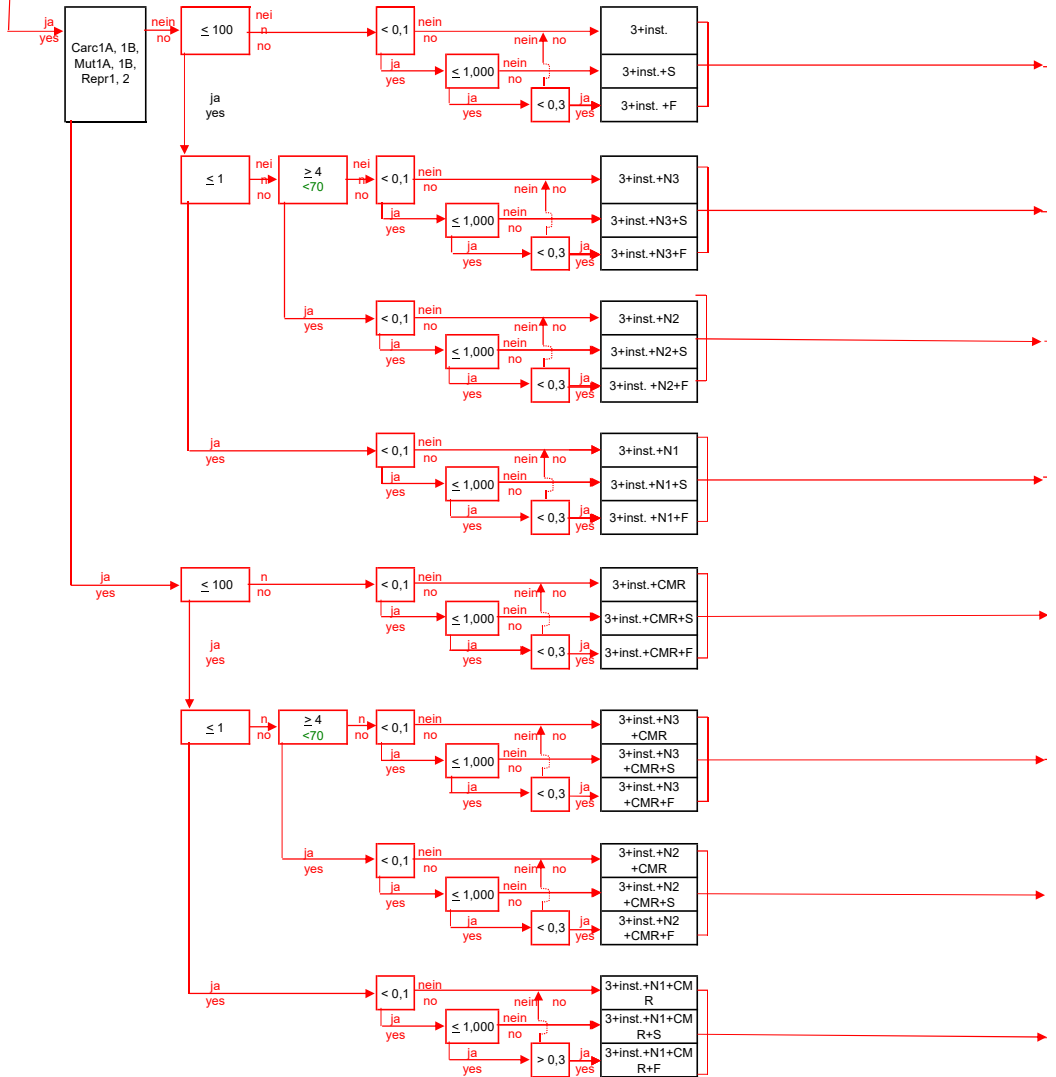 ja
yes
Carc1A, 1B,
Mut1A, 1B,
Repr1, 2
nein
no
≤ 100
nei
n
no
< 0,1
nein
no
3+inst.
ja
yes
≤ 1,000
nein
no
nein no
3+inst.+S
ja
yes
< 0,3
ja
yes
3+inst. +F
ja
yes
≤ 1
nei
n
no
≥ 4
<70
nei
n
no
< 0,1
nein
no
3+inst.+N3
ja
yes
≤ 1,000
nein
no
nein no
3+inst.+N3+S
ja
yes
< 0,3
ja
yes
3+inst.+N3+F
ja
yes
< 0,1
nein
no
3+inst.+N2
ja
yes
≤ 1,000
nein
no
nein no
3+inst.+N2+S
ja
yes
< 0,3
ja
yes
3+inst. +N2+F
ja
yes
< 0,1
nein
no
3+inst.+N1
ja
yes
≤ 1,000
nein
no
nein no
3+inst.+N1+S
ja
yes
< 0,3
ja
yes
3+inst. +N1+F
ja
yes
≤ 100
n
no
< 0,1
nein
no
3+inst.+CMR
ja
yes
≤ 1,000
nein
no
nein no
3+inst.+CMR+S
ja
yes
< 0,3
ja
yes
3+inst.+CMR+F
ja
yes
≤ 1
n
no
≥ 4
<70
n
no
< 0,1
nein
no
3+inst.+N3
+CMR
ja
yes
≤ 1,000
nein
no
nein no
3+inst.+N3
+CMR+S
ja
yes
< 0,3
ja
yes
3+inst.+N3
+CMR+F
ja
yes
< 0,1
nein
no
3+inst.+N2
+CMR
ja
yes
≤ 1,000
nein
no
nein no
3+inst.+N2
+CMR+S
ja
yes
< 0,3
ja
yes
3+inst.+N2
+CMR+F
ja
yes
< 0,1
nein
no
3+inst.+N1+CM
R
ja
yes
≤ 1,000
nein
no
nein no
3+inst.+N1+CM
R+S
ja
yes
> 0,3
ja
yes
3+inst.+N1+CM
R+F